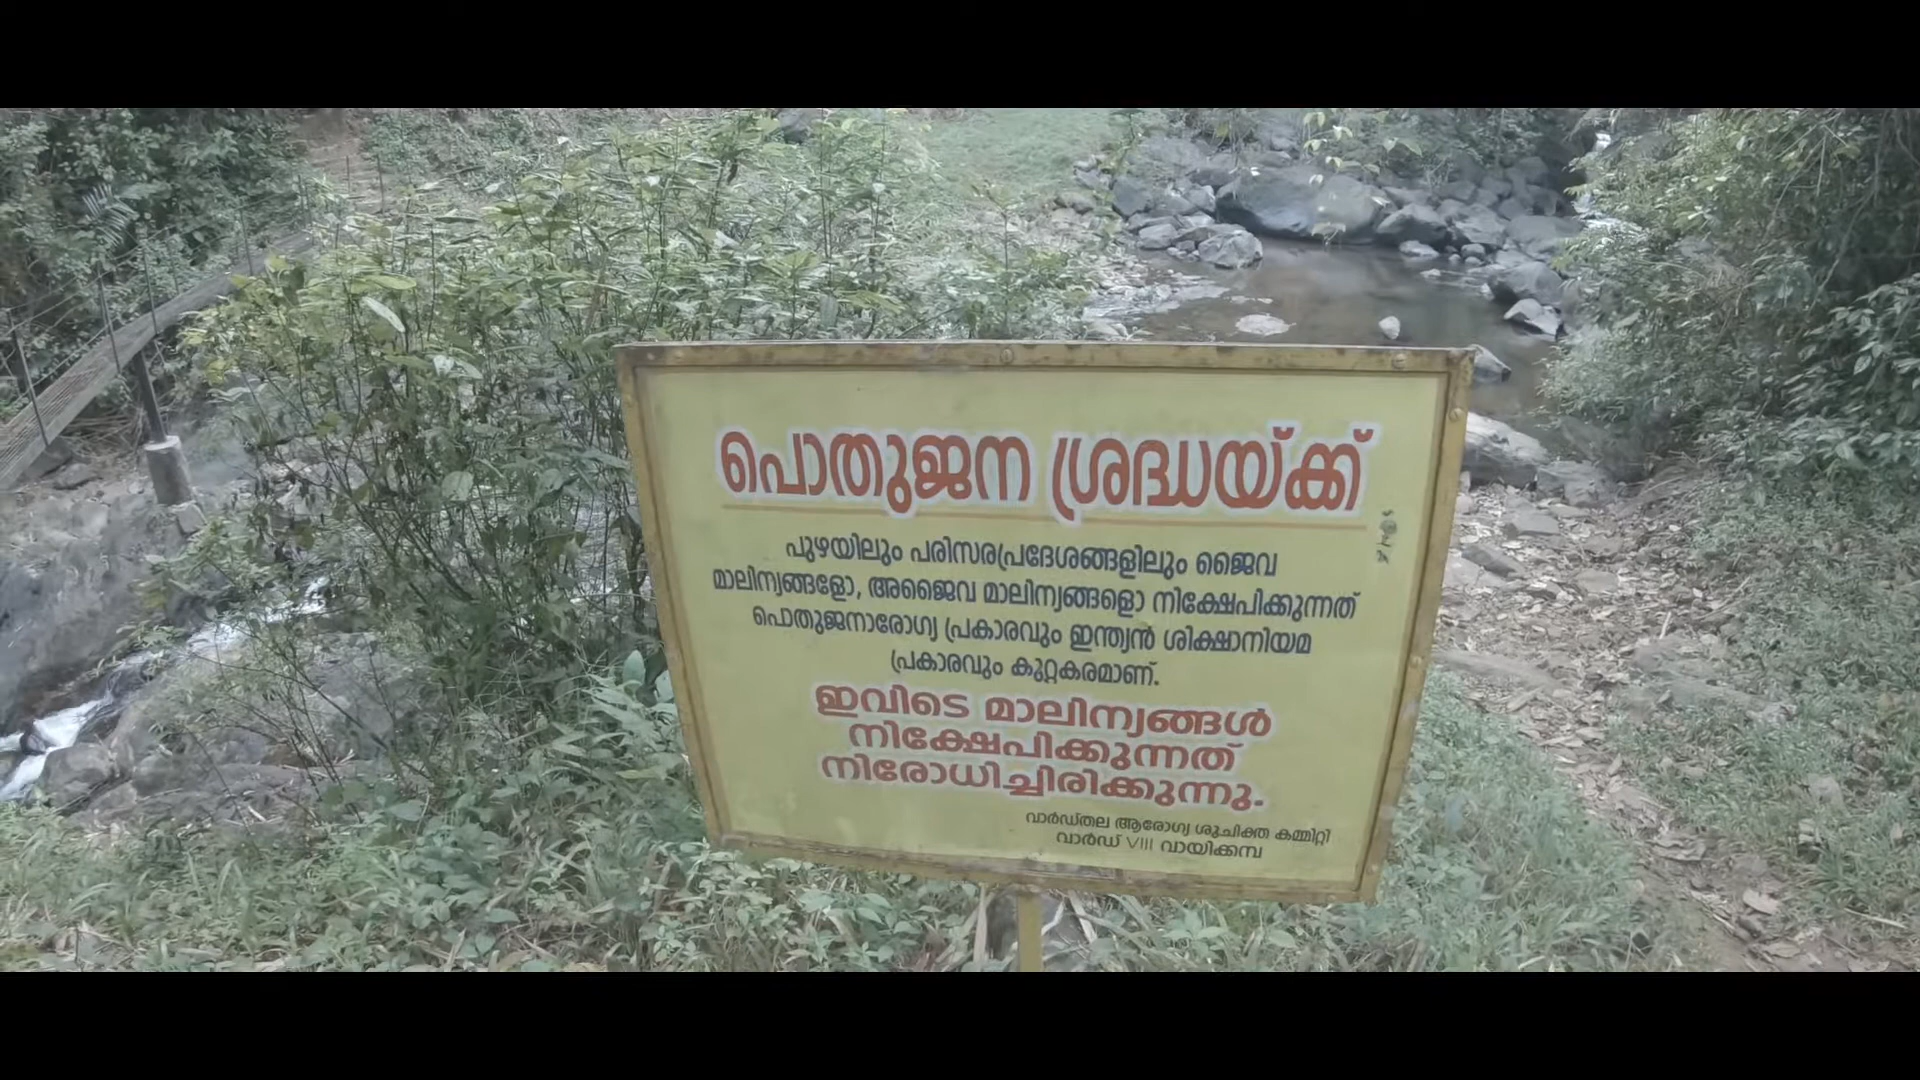 പൊതുജന ശ്രദ്ധയ്ക്ക്
പുഴയിലും പരിസരപ്രദേശങ്ങളിലും ജൈവ
മാലിന്യങ്ങളോ, അജൈവ മാലിന്യങ്ങളൊ നിക്ഷേപിക്കുന്നത്
പൊതുജനാരോഗ്യ പ്രകാരവും ഇന്ത്യൻ ശിക്ഷാനിയമ
പ്രകാരവും കുറ്റകരമാണ്.
ഇവിടെ മാലിന്യങ്ങൾ
നിക്ഷേപിക്കുന്നത്
നിരോധിച്ചിരിക്കുന്നു.
വാർഡ്തല ആരോഗ്യ ശുചിക്ത കമ്മിറ്റി
വാർഡ് VIII വായിക്കമ്പ